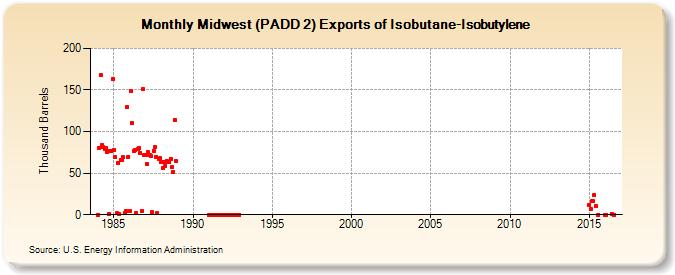 Monthly Midwest (PADD 2) Exports of Isobutane-Isobutylene
Thousand Barrels
200
150
100
50
0
1985 1990 1995 2000 2005 2010 2015
Source: U.S. Energy Information Administration